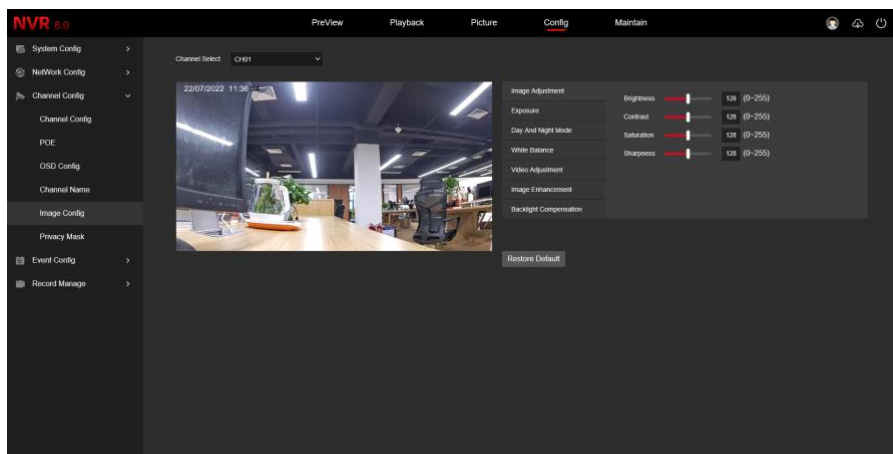 NVR 5.0
PreView
Playback
Picture
Config
Maintain
System Config
NetWork Config
Channel Config
Channel Config
POE
OSD Config
Channel Name
Image Config
Privacy Mask
Event Config
Record Manage
Channel Select
CH01
22/07/2022 11:36
Image Adjustment
Exposure
Day And Night Mode
White Balance
Video Adjustment
Image Enhancement
Backlight Compensation
Brightness 128 (0~255)
Contrast 128 (0~255)
Saturation 128 (0~255)
Sharpness 128 (0~255)
Restore Default